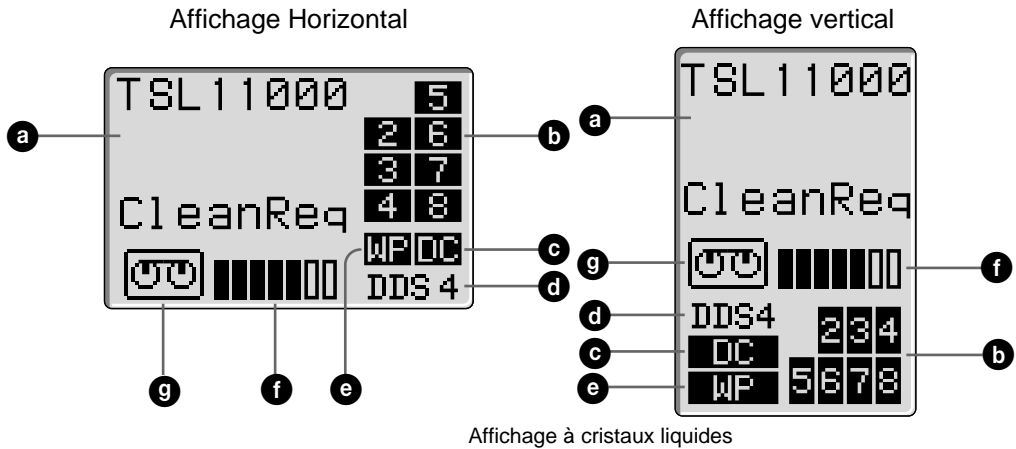 Affichage Horizontal
TSL11000
5
2 6
3 7
CleanReq
4 8
WP DC
DDS 4
a
b
c
d
e
f
g
Affichage vertical
TSL11000
CleanReq
DDS4
2 3 4
DC
WP
5 6 7 8
a
g
f
d
c
b
e
Affichage à cristaux liquides